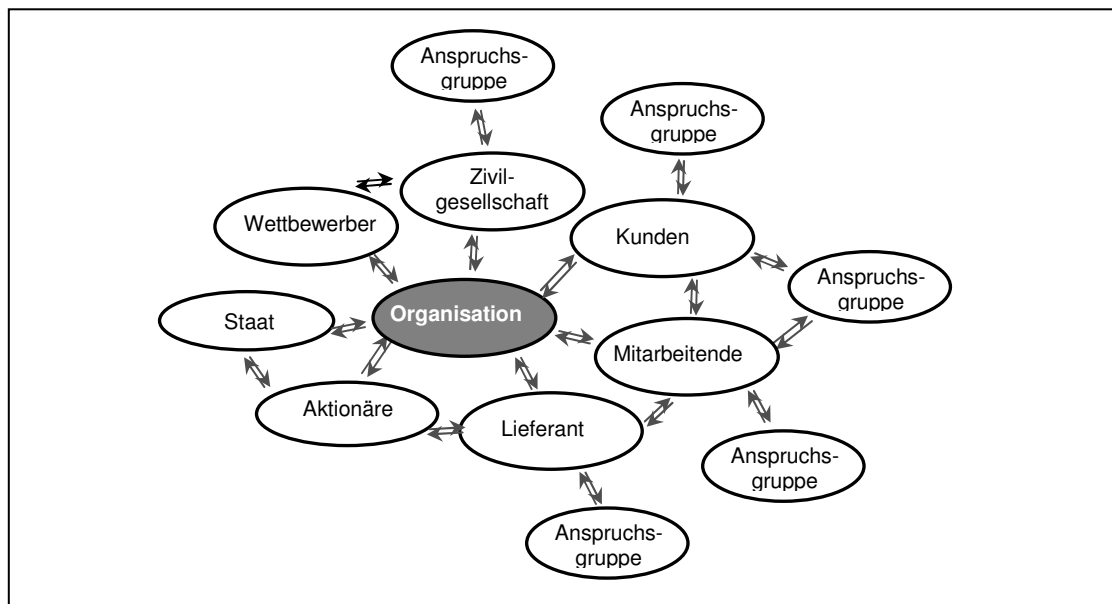 Anspruchs-
gruppe
Anspruchs-
gruppe
Zivil-
gesellschaft
Wettbewerber
Kunden
Anspruchs-
gruppe
Organisation
Staat
Mitarbeitende
Aktionäre
Lieferant
Anspruchs-
gruppe
Anspruchs-
gruppe